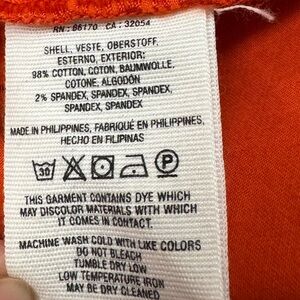 RN: 86170 CA: 32054
SHELL, VESTE, OBERSTOFF,
ESTERNO, EXTERIOR:
98% COTTON, COTON, BAUMWOLLE,
COTONE, ALGODÓN
2% SPANDEX, SPANDEX, SPANDEX,
SPANDEX, SPANDEX
MADE IN PHILIPPINES, FABRIQUÉ EN PHILIPPINES,
HECHO EN FILIPINAS
30 P
THIS GARMENT CONTAINS DYE WHICH
MAY DISCOLOR MATERIALS WITH WHICH
IT COMES IN CONTACT.
MACHINE WASH COLD WITH LIKE COLORS
DO NOT BLEACH
TUMBLE DRY LOW
LOW TEMPERATURE IRON
MAY BE DRY CLEANED